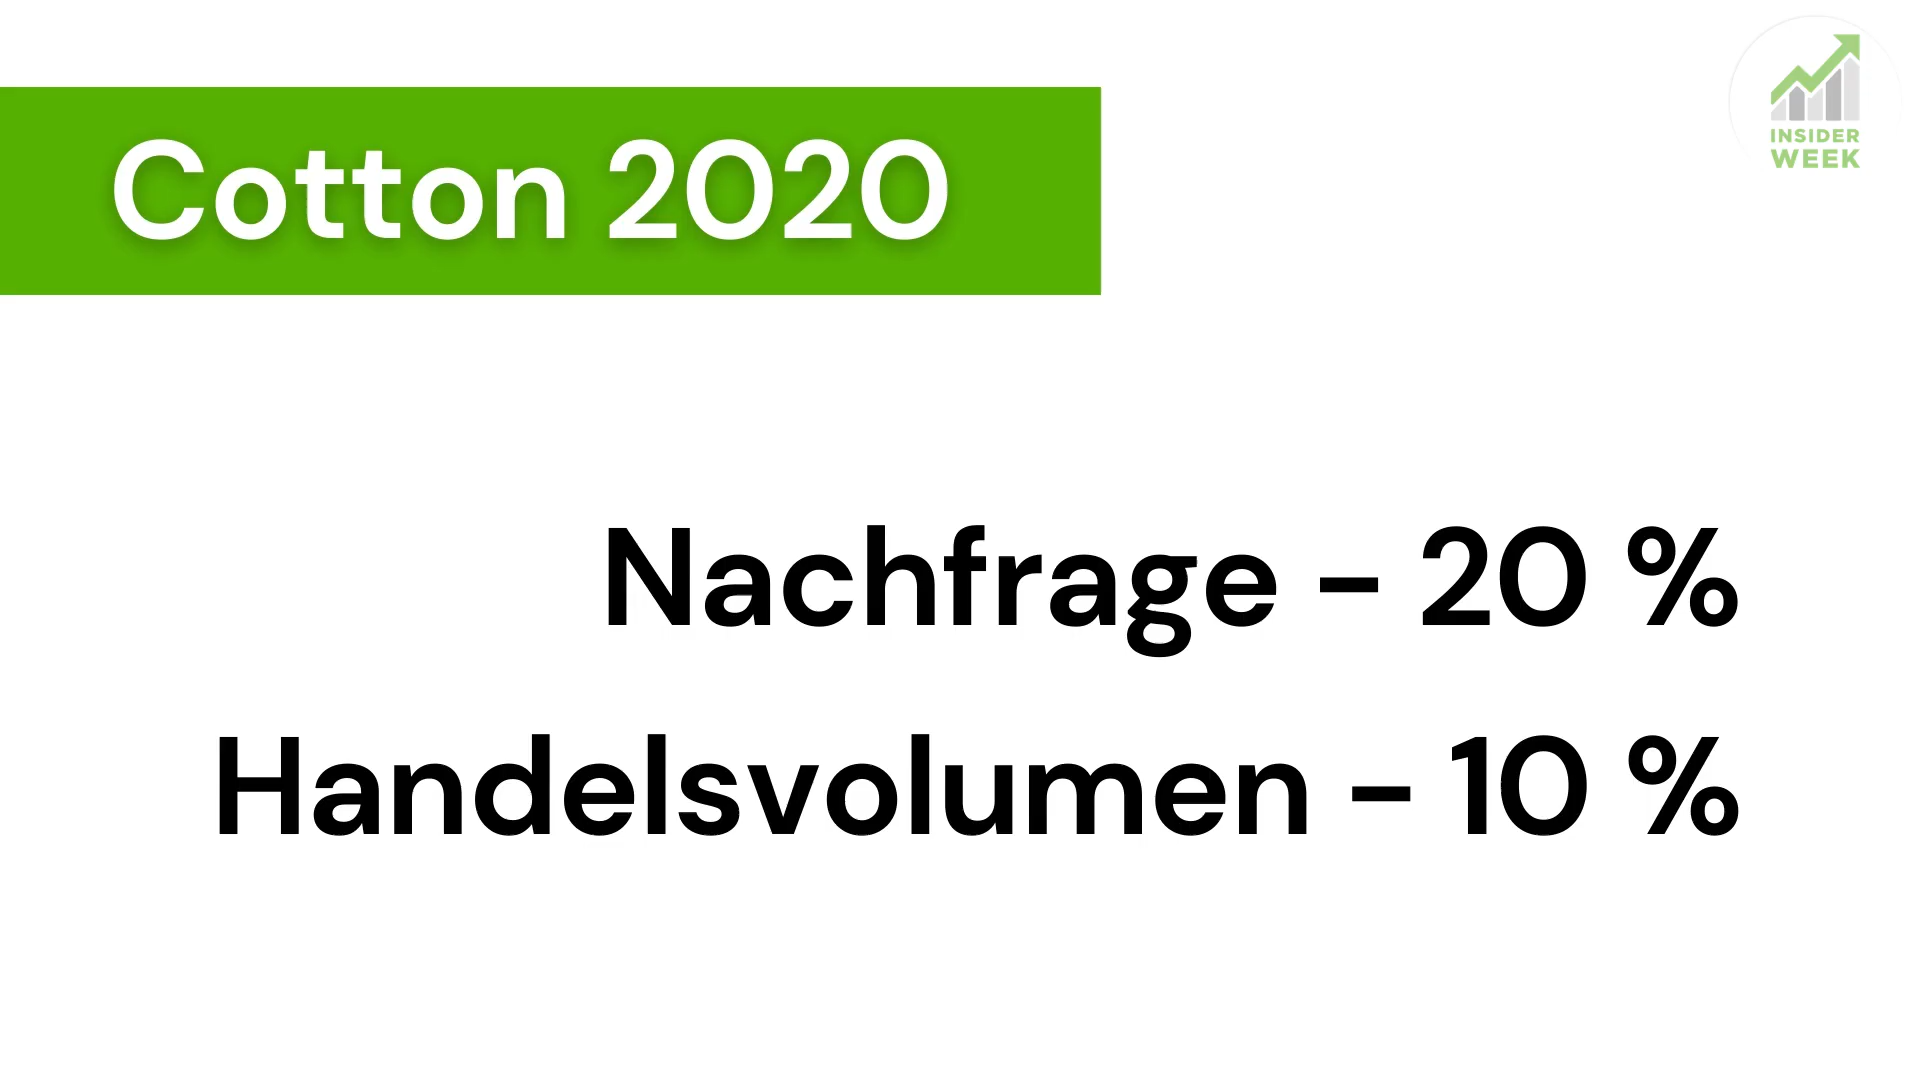 INSIDER
WEEK
Cotton 2020
Nachfrage - 20 %
Handelsvolumen - 10 %